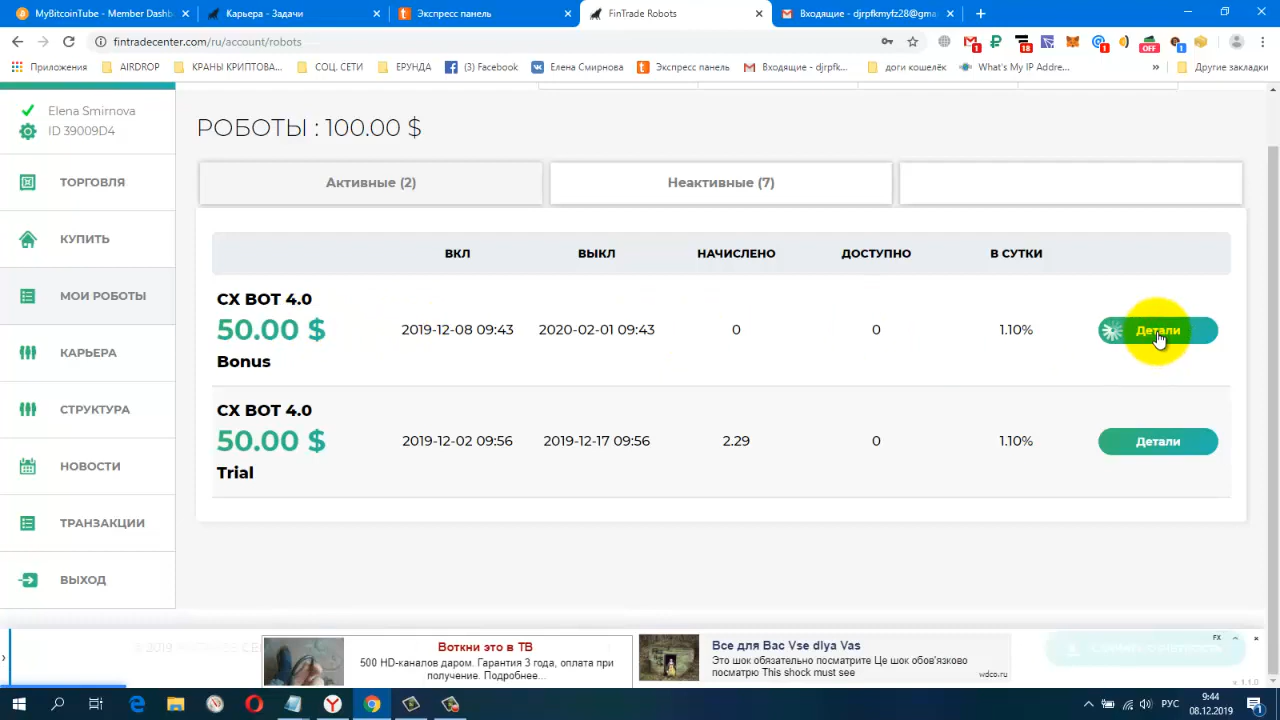 MyBitcoinTube - Member Dashb
Карьера - Задачи
Экспресс панель
FinTrade Robots
Входящие - djrpfkmyfz28@gma
fintradecenter.com/ru/account/robots
Приложения
AIRDROP
КРАНЫ КРИПТОВА...
СОЦ. СЕТИ
ЕРУНДА
(3) Facebook
Елена Смирнова
Экспресс панель
Входящие - djrpfk...
доги кошелёк
What's My IP Addre...
Другие закладки
Elena Smirnova
ID 39009D4
ТОРГОВЛЯ
КУПИТЬ
МОИ РОБОТЫ
КАРЬЕРА
СТРУКТУРА
НОВОСТИ
ТРАНЗАКЦИИ
ВЫХОД
РОБОТЫ : 100.00 $
Активные (2)
Неактивные (7)
ВКЛ ВЫКЛ НАЧИСЛЕНО ДОСТУПНО В СУТКИ
CX BOT 4.0
50.00 $ 2019-12-08 09:43 2020-02-01 09:43 0 0 1.10% Детали
Bonus
CX BOT 4.0
50.00 $ 2019-12-02 09:56 2019-12-17 09:56 2.29 0 1.10% Детали
Trial
Воткни это в ТВ
500 HD-каналов даром. Гарантия 3 года, оплата при
получение. Подробнее...
Все для Вас Vse dlya Vas
Это шок обязательно посмотрите Це шок обов'язково
посматрю This shock must see
wdco.ru
FX
v 1.1.0
РУС
9:44
08.12.2019